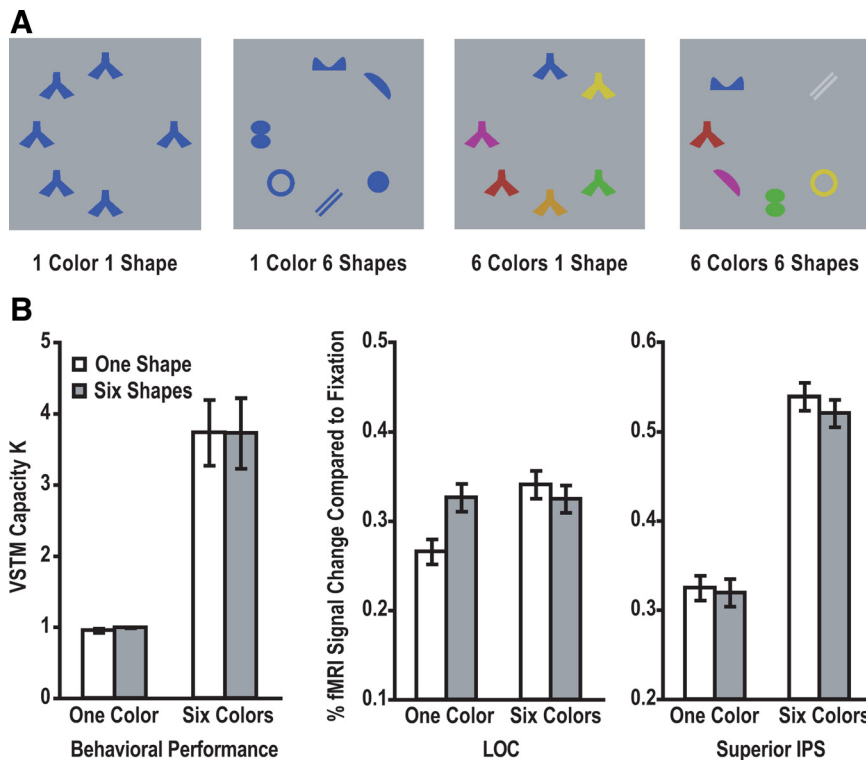 A
1 Color 1 Shape
1 Color 6 Shapes
6 Colors 1 Shape
6 Colors 6 Shapes
B
VSTM Capacity K
5
4
3
2
1
0
One Shape
Six Shapes
One Color
Six Colors
Behavioral Performance
% fMRI Signal Change Compared to Fixation
0.5
0.4
0.3
0.2
0.1
One Color
Six Colors
LOC
0.6
0.5
0.4
0.3
0.2
One Color
Six Colors
Superior IPS